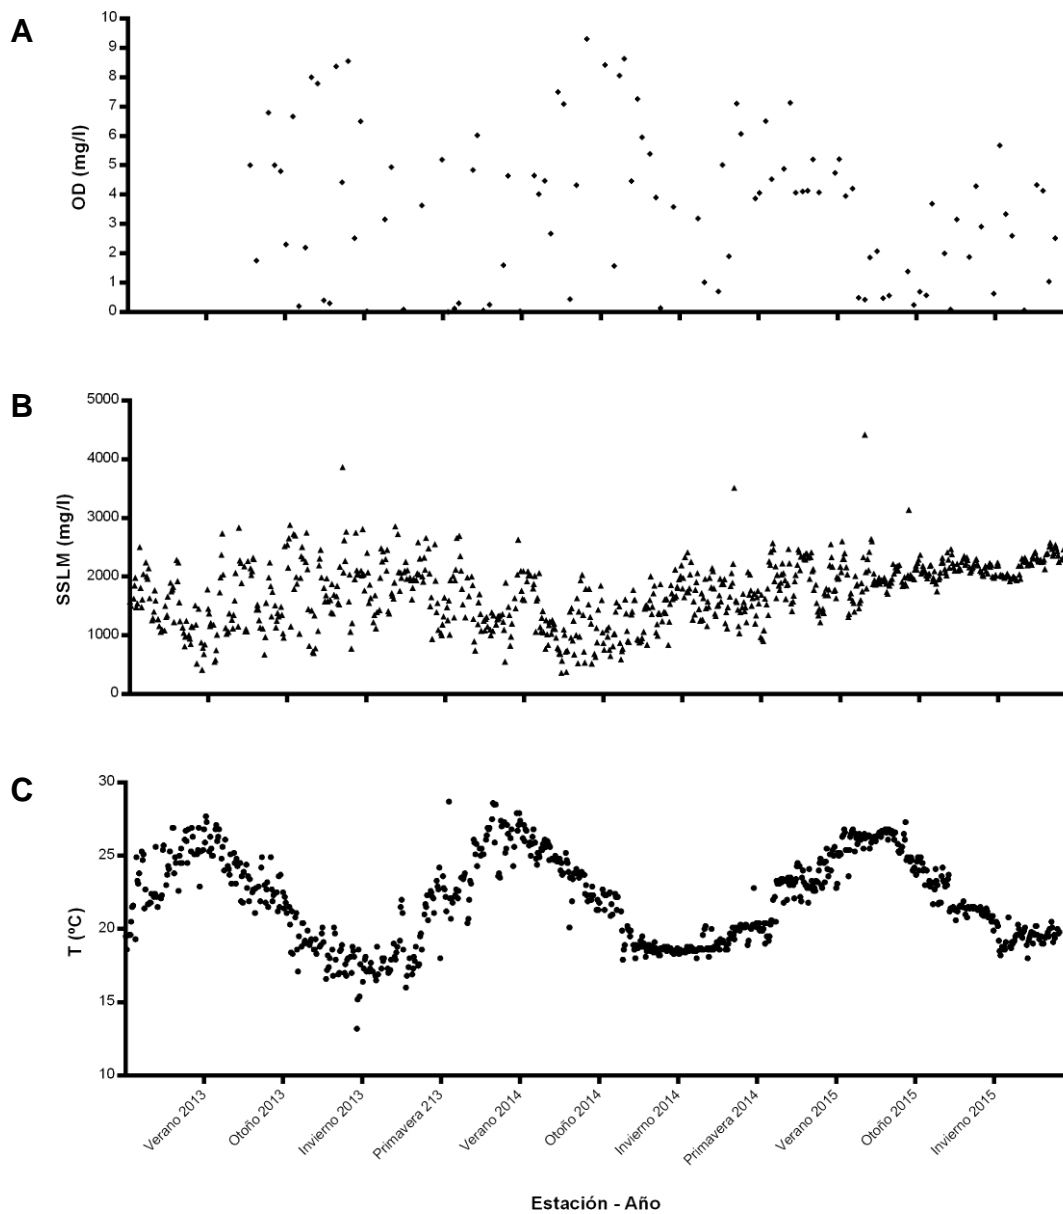 A
10
9
8
7
6
5
4
3
2
1
0
OD (mg/l)
B
5000
4000
3000
2000
1000
0
SSLM (mg/l)
C
30
25
20
15
10
T (ºC)
Verano 2013
Otoño 2013
Invierno 2013
Primavera 213
Verano 2014
Otoño 2014
Invierno 2014
Primavera 2014
Verano 2015
Otoño 2015
Invierno 2015
Estación - Año